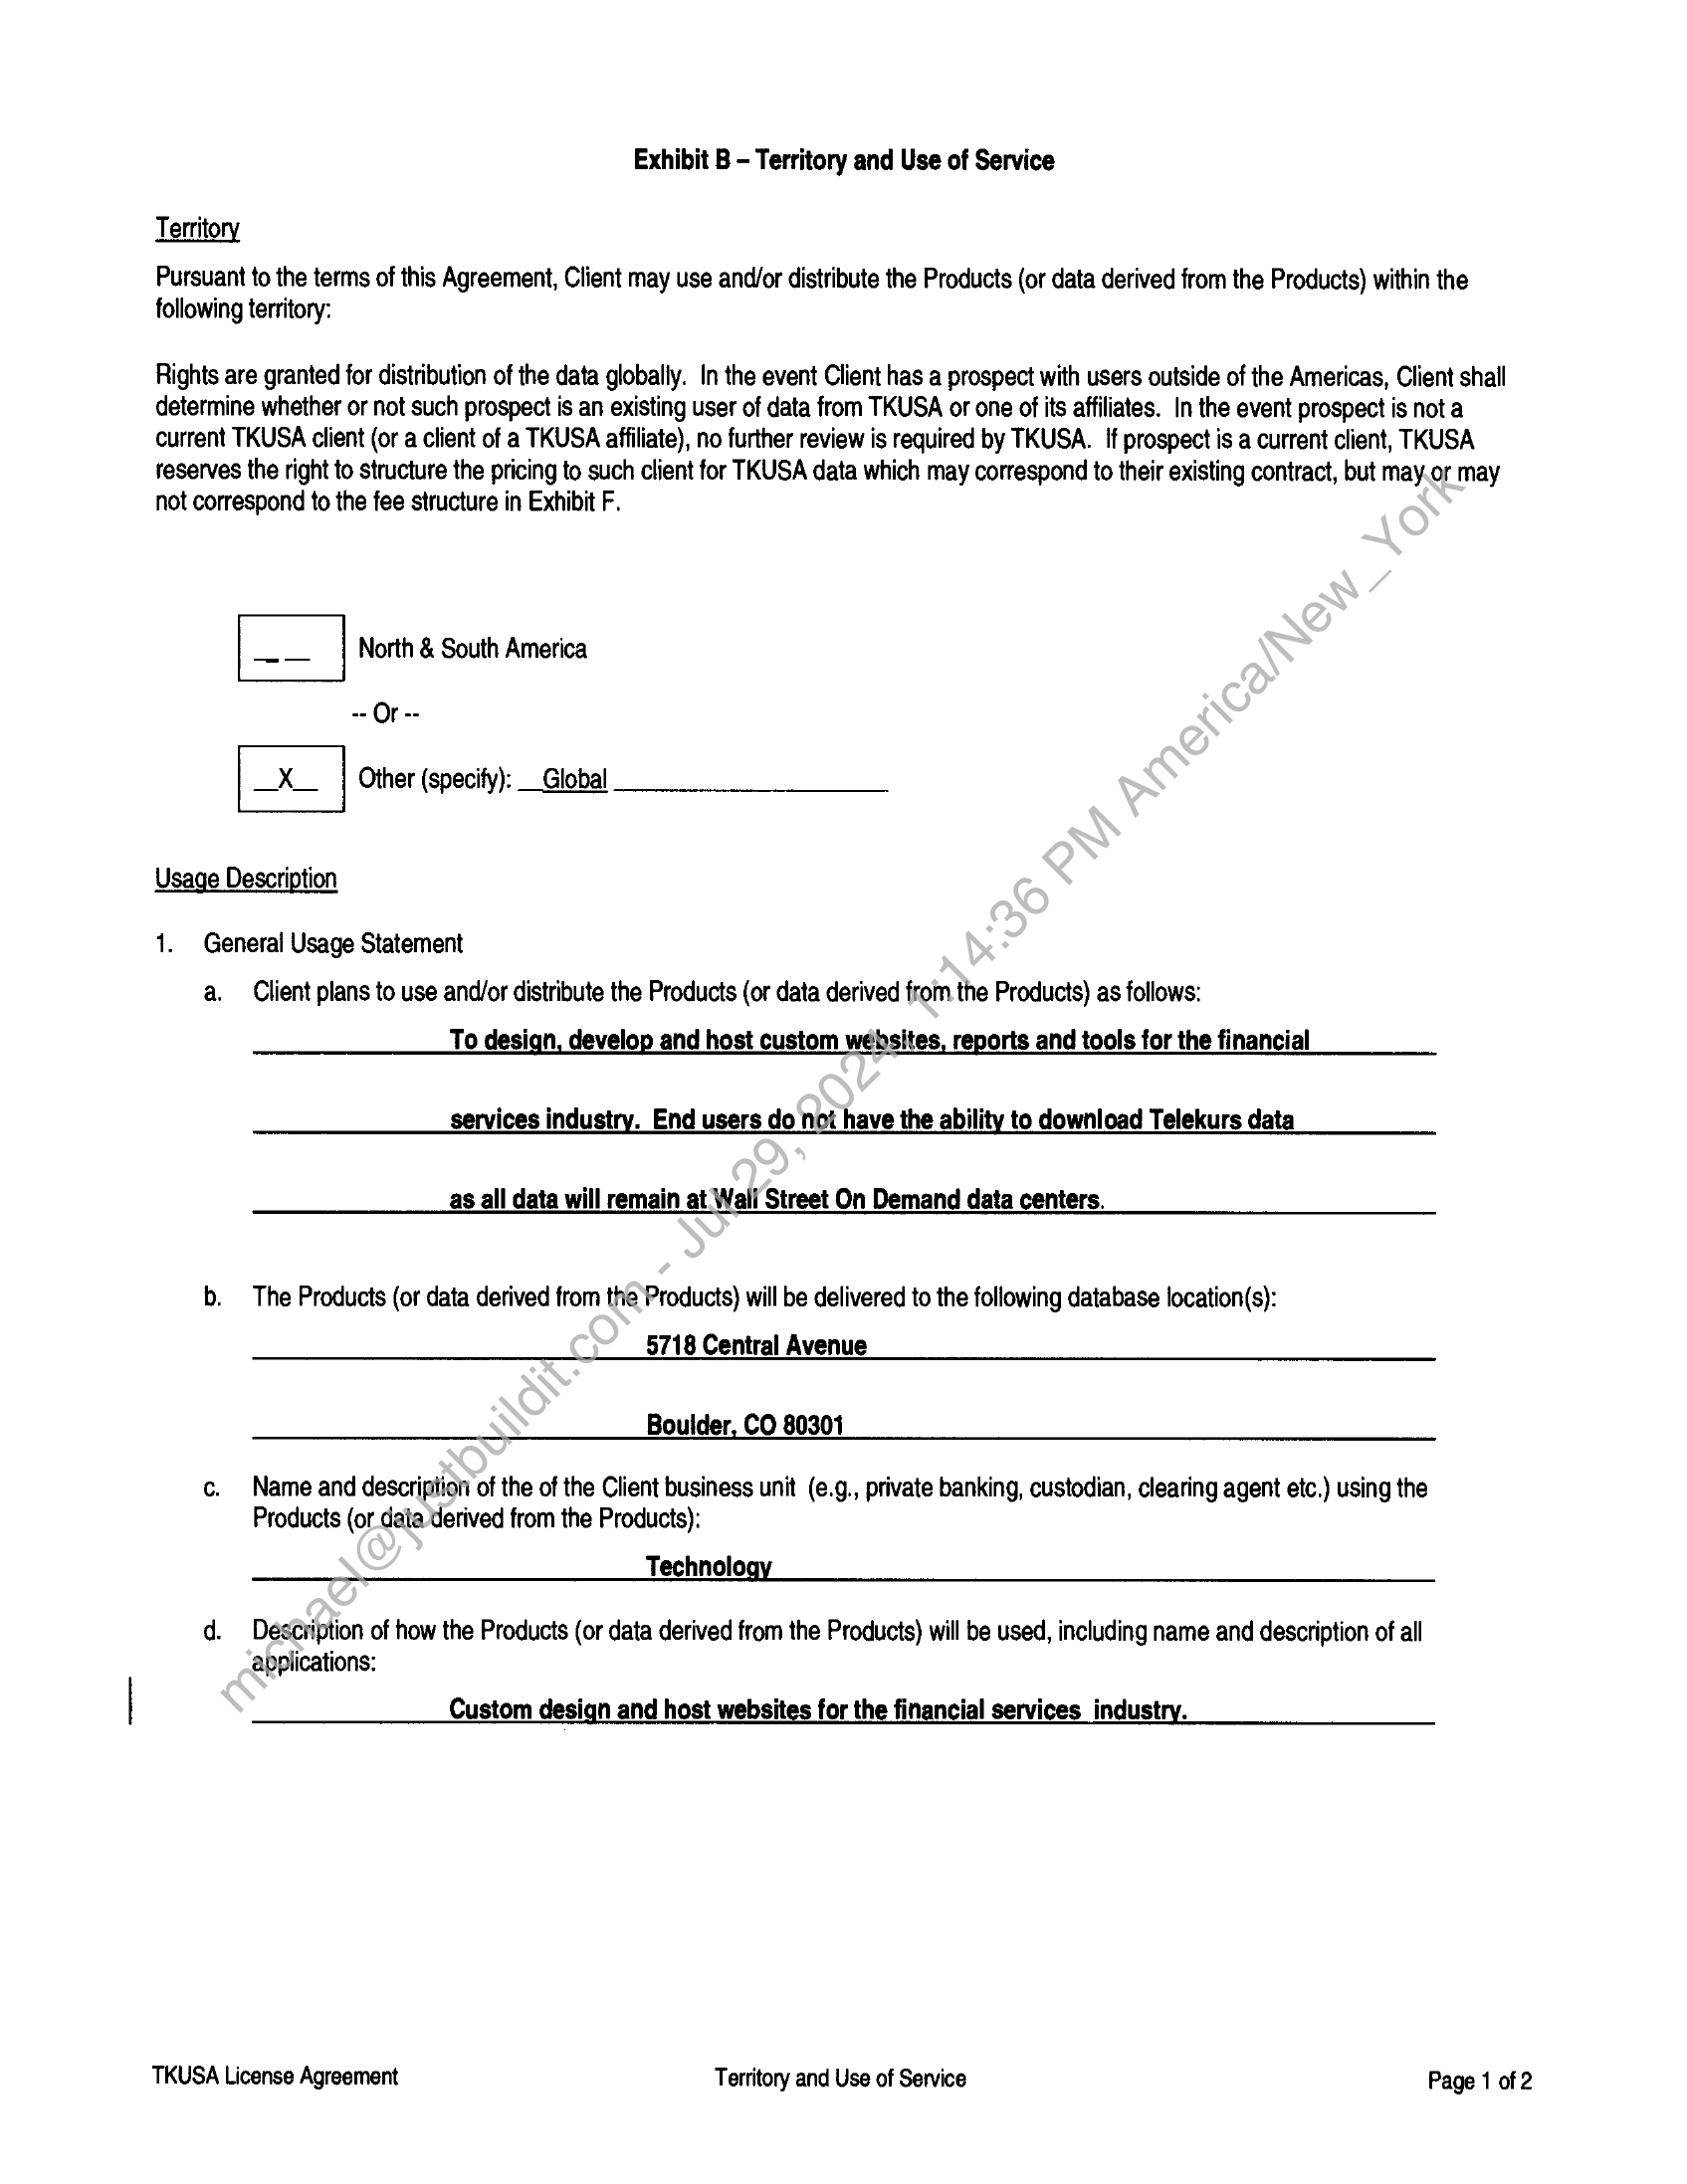 Exhibit B – Territory and Use of Service
Territory
Pursuant to the terms of this Agreement, Client may use and/or distribute the Products (or data derived from the Products) within the
following territory:
Rights are granted for distribution of the data globally. In the event Client has a prospect with users outside of the Americas, Client shall
determine whether or not such prospect is an existing user of data from TKUSA or one of its affiliates. In the event prospect is not a
current TKUSA client (or a client of a TKUSA affiliate), no further review is required by TKUSA. If prospect is a current client, TKUSA
reserves the right to structure the pricing to such client for TKUSA data which may correspond to their existing contract, but may or may
not correspond to the fee structure in Exhibit F.
__ __ North & South America
-- Or --
__X__ Other (specify): __Global____________________
Usage Description
1. General Usage Statement
a. Client plans to use and/or distribute the Products (or data derived from the Products) as follows:
To design, develop and host custom websites, reports and tools for the financial
services industry. End users do not have the ability to download Telekurs data
as all data will remain at Wall Street On Demand data centers.
b. The Products (or data derived from the Products) will be delivered to the following database location(s):
5718 Central Avenue
Boulder, CO 80301
c. Name and description of the of the Client business unit (e.g., private banking, custodian, clearing agent etc.) using the
Products (or data derived from the Products):
Technology
d. Description of how the Products (or data derived from the Products) will be used, including name and description of all
applications:
Custom design and host websites for the financial services industry.
TKUSA License Agreement Territory and Use of Service Page 1 of 2
michael@justbuildit.com - Jul 29, 2024, 1:14:36 PM America/New_York